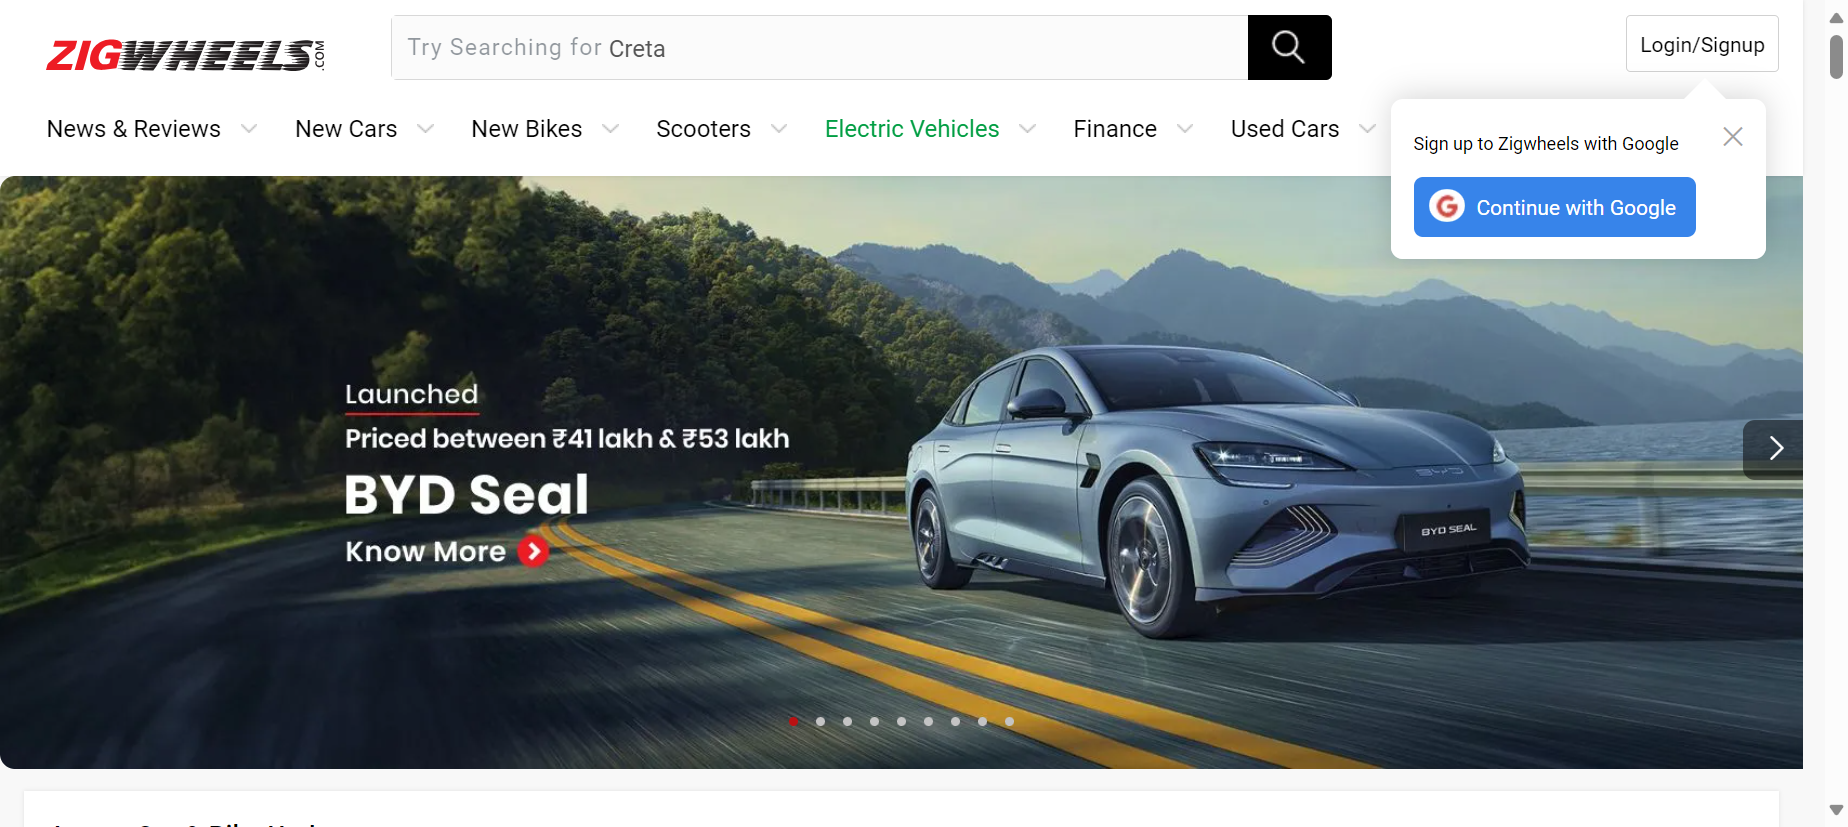 ZIGWHEELS.COM
Try Searching for Creta
Login/Signup
News & Reviews
New Cars
New Bikes
Scooters
Electric Vehicles
Finance
Used Cars
Sign up to Zigwheels with Google
G Continue with Google
Launched
Priced between ₹41 lakh & ₹53 lakh
BYD Seal
Know More
BYD
BYD SEAL